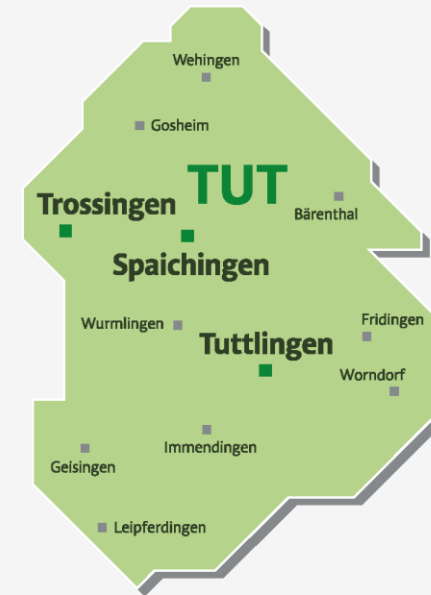 Wehingen
Gosheim
TUT
Trossingen
Bärenthal
Spaichingen
Wurmlingen
Fridingen
Tuttlingen
Worndorf
Immendingen
Geisingen
Leipferdingen